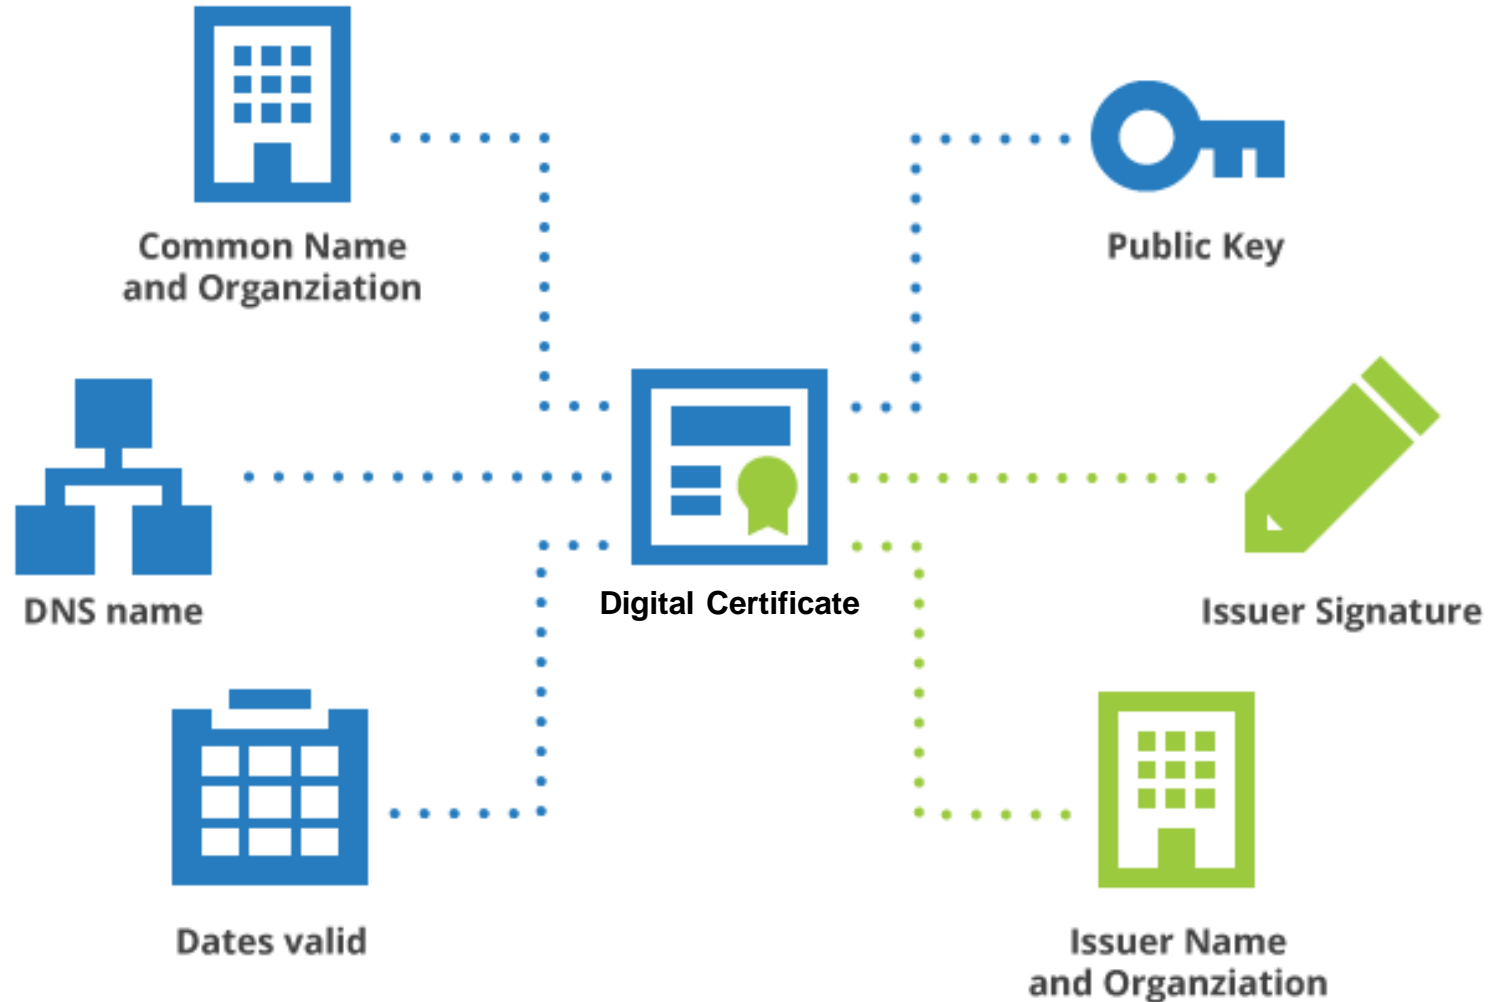 Common Name
and Organziation
Public Key
DNS name
Digital Certificate
Issuer Signature
Dates valid
Issuer Name
and Organziation